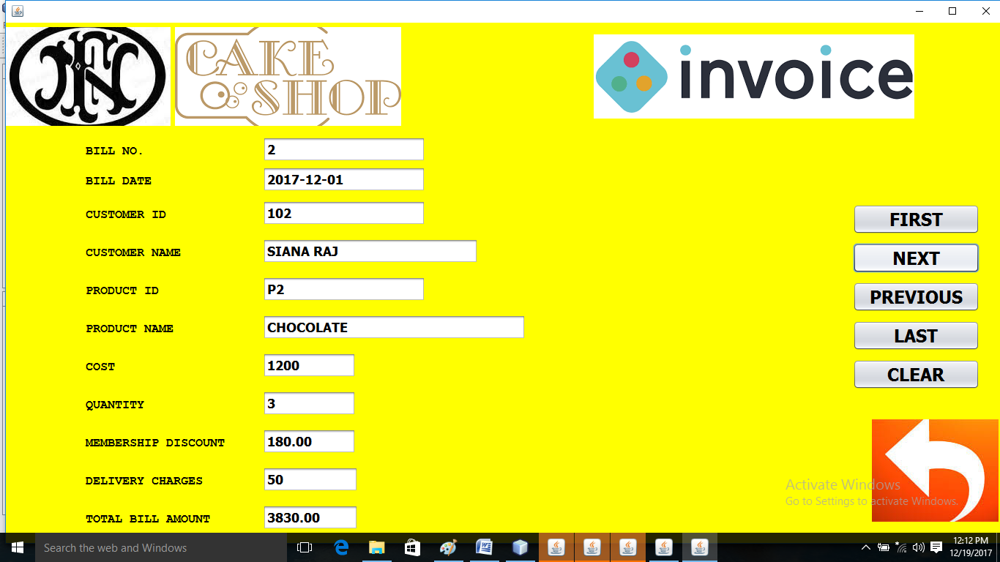 CAKE
SHOP
invoice
BILL NO. 2
BILL DATE 2017-12-01
CUSTOMER ID 102
CUSTOMER NAME SIANA RAJ
PRODUCT ID P2
PRODUCT NAME CHOCOLATE
COST 1200
QUANTITY 3
MEMBERSHIP DISCOUNT 180.00
DELIVERY CHARGES 50
TOTAL BILL AMOUNT 3830.00
FIRST
NEXT
PREVIOUS
LAST
CLEAR
Activate Windows
Go to Settings to activate Windows.
Search the web and Windows
12:12 PM
12/19/2017